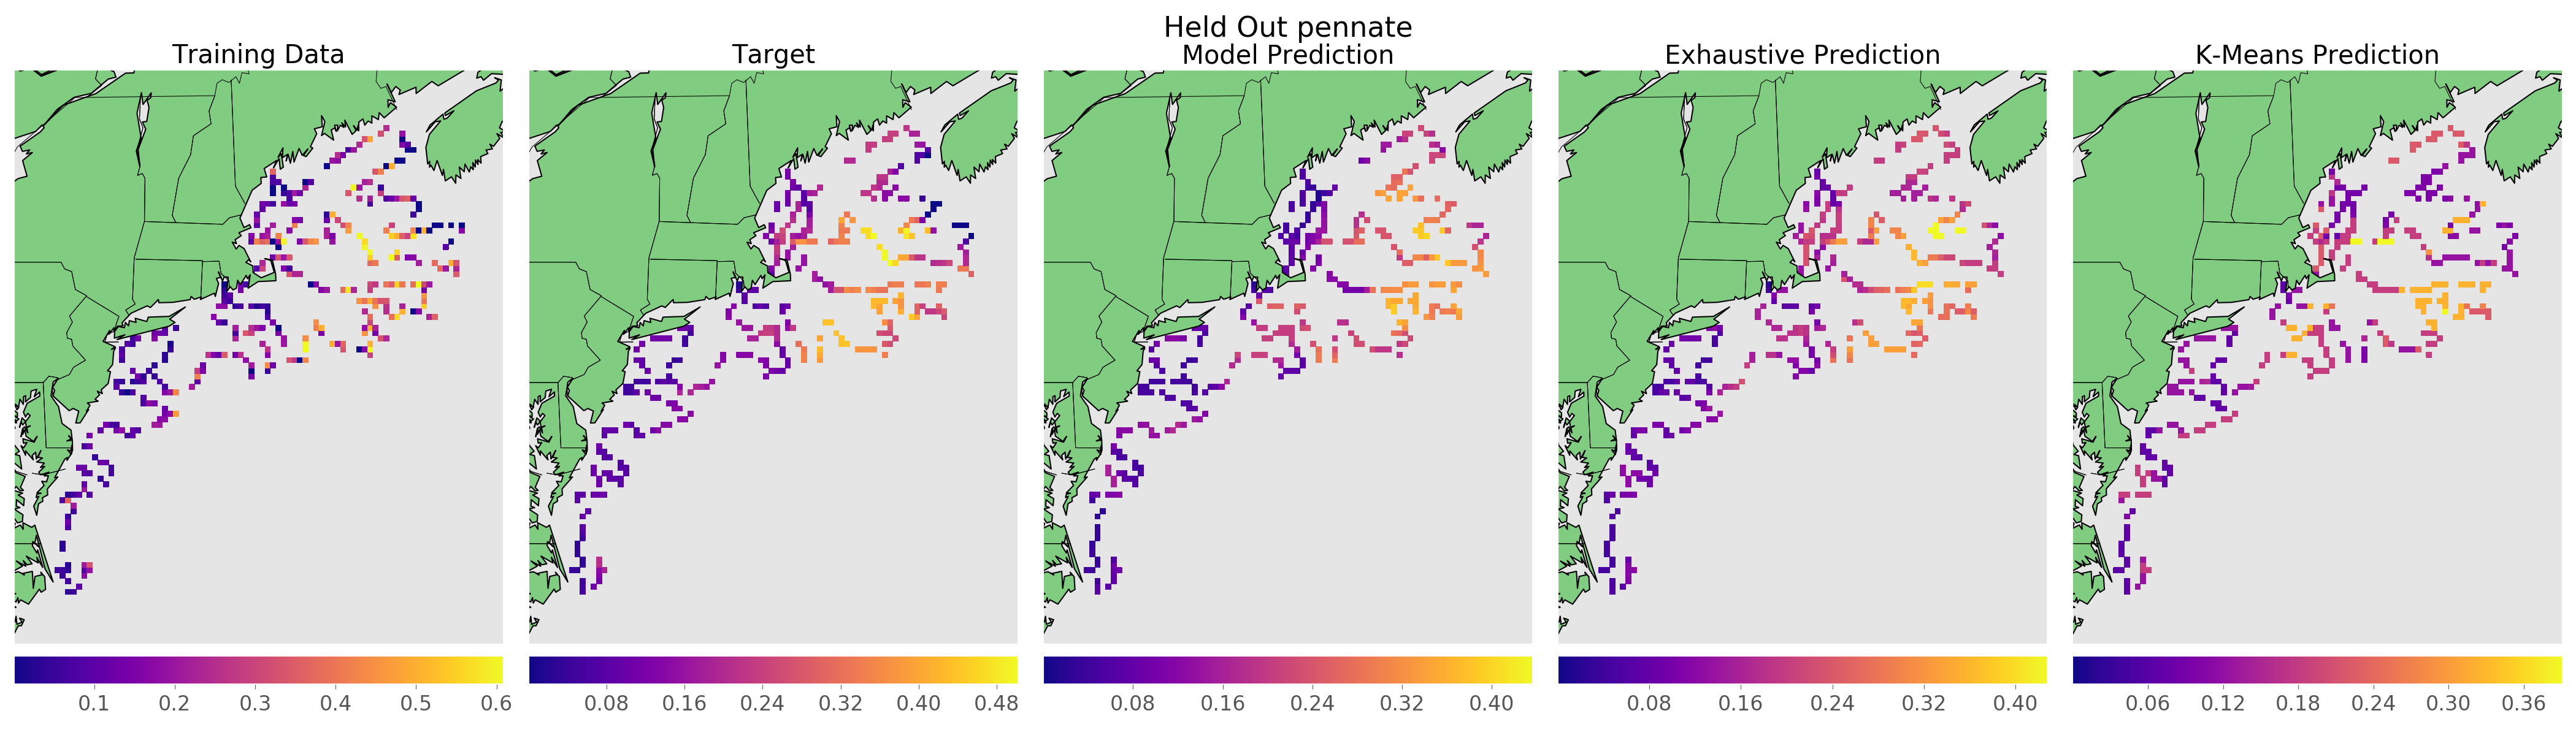 Held Out pennate
Training Data
Target
Model Prediction
Exhaustive Prediction
K-Means Prediction
0.1 0.2 0.3 0.4 0.5 0.6
0.08 0.16 0.24 0.32 0.40 0.48
0.08 0.16 0.24 0.32 0.40
0.08 0.16 0.24 0.32 0.40
0.06 0.12 0.18 0.24 0.30 0.36